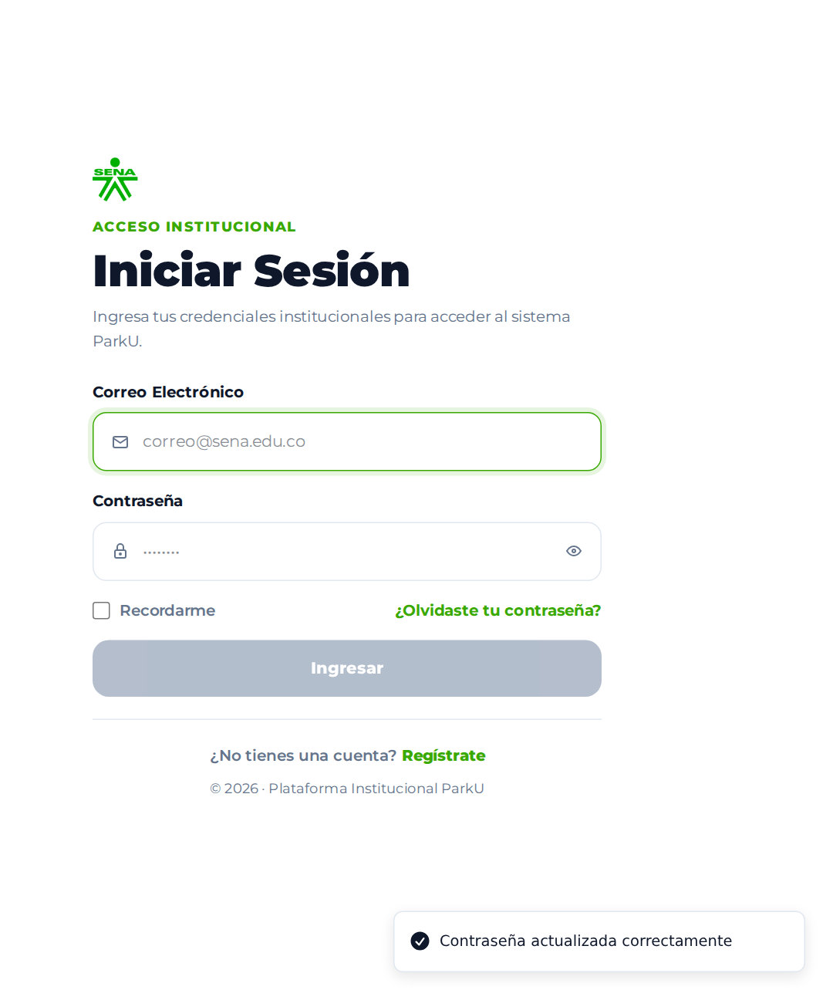 SENA
ACCESO INSTITUCIONAL
Iniciar Sesión
Ingresa tus credenciales institucionales para acceder al sistema
ParkU.
Correo Electrónico
correo@sena.edu.co
Contraseña
········
Recordarme
¿Olvidaste tu contraseña?
Ingresar
¿No tienes una cuenta? Regístrate
© 2026 · Plataforma Institucional ParkU
Contraseña actualizada correctamente